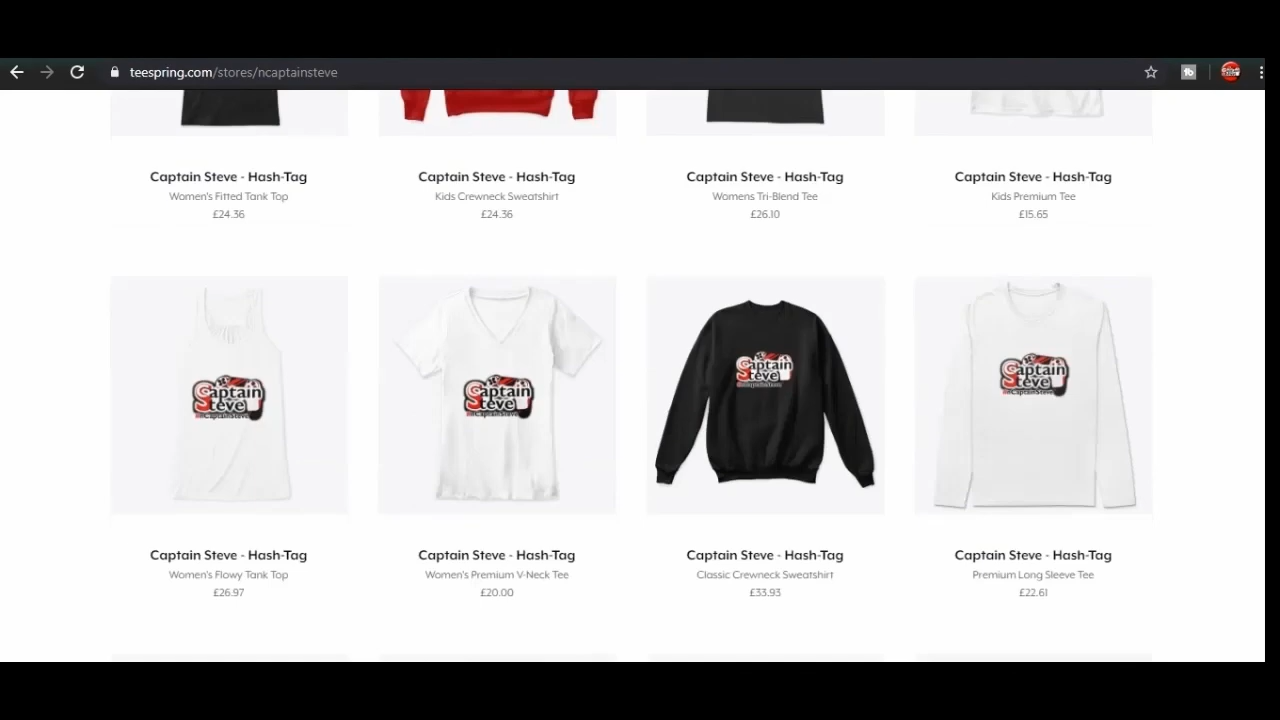 teespring.com/stores/ncaptainsteve
Captain Steve - Hash-Tag
Women's Fitted Tank Top
£24.36
Captain Steve - Hash-Tag
Kids Crewneck Sweatshirt
£24.36
Captain Steve - Hash-Tag
Womens Tri-Blend Tee
£26.10
Captain Steve - Hash-Tag
Kids Premium Tee
£15.65
Captain
Steve
#nCaptainSteve
Captain
Steve
#nCaptainSteve
Captain
Steve
#nCaptainSteve
Captain
Steve
#nCaptainSteve
Captain Steve - Hash-Tag
Women's Flowy Tank Top
£26.97
Captain Steve - Hash-Tag
Women's Premium V-Neck Tee
£20.00
Captain Steve - Hash-Tag
Classic Crewneck Sweatshirt
£33.93
Captain Steve - Hash-Tag
Premium Long Sleeve Tee
£22.61